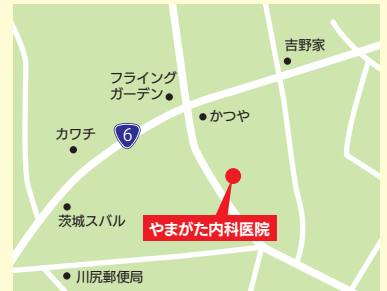 吉野家
フライング
ガーデン
かつや
カワチ
6
茨城スバル
やまがた内科医院
川尻郵便局